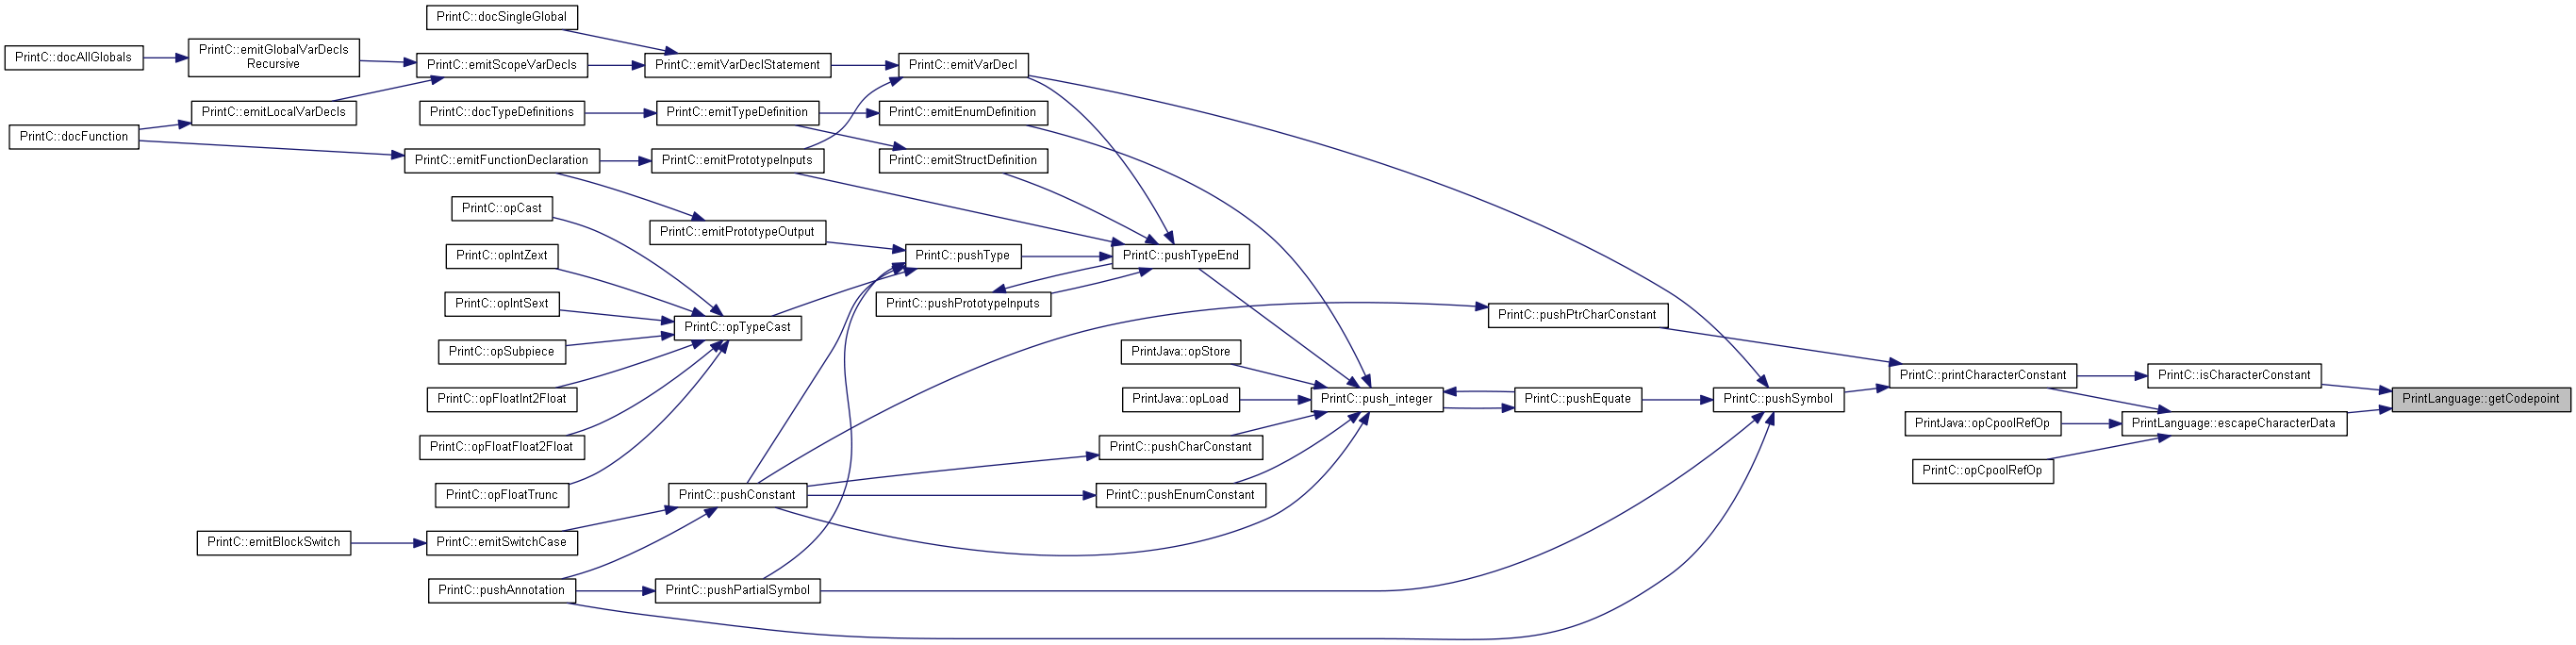 PrintC::docSingleGlobal
PrintC::docAllGlobals
PrintC::emitGlobalVarDecls
Recursive
PrintC::emitScopeVarDecls
PrintC::emitVarDeclStatement
PrintC::emitVarDecl
PrintC::emitLocalVarDecls
PrintC::docTypeDefinitions
PrintC::emitTypeDefinition
PrintC::emitEnumDefinition
PrintC::docFunction
PrintC::emitFunctionDeclaration
PrintC::emitPrototypeInputs
PrintC::emitStructDefinition
PrintC::opCast
PrintC::emitPrototypeOutput
PrintC::opIntZext
PrintC::pushType
PrintC::pushTypeEnd
PrintC::opIntSext
PrintC::pushPrototypeInputs
PrintC::pushPtrCharConstant
PrintC::opTypeCast
PrintC::opSubpiece
PrintJava::opStore
PrintC::printCharacterConstant
PrintC::isCharacterConstant
PrintC::opFloatInt2Float
PrintJava::opLoad
PrintC::push_integer
PrintC::pushEquate
PrintC::pushSymbol
PrintLanguage::getCodepoint
PrintJava::opCpoolRefOp
PrintLanguage::escapeCharacterData
PrintC::opFloatFloat2Float
PrintC::pushCharConstant
PrintC::opCpoolRefOp
PrintC::opFloatTrunc
PrintC::pushConstant
PrintC::pushEnumConstant
PrintC::emitBlockSwitch
PrintC::emitSwitchCase
PrintC::pushAnnotation
PrintC::pushPartialSymbol